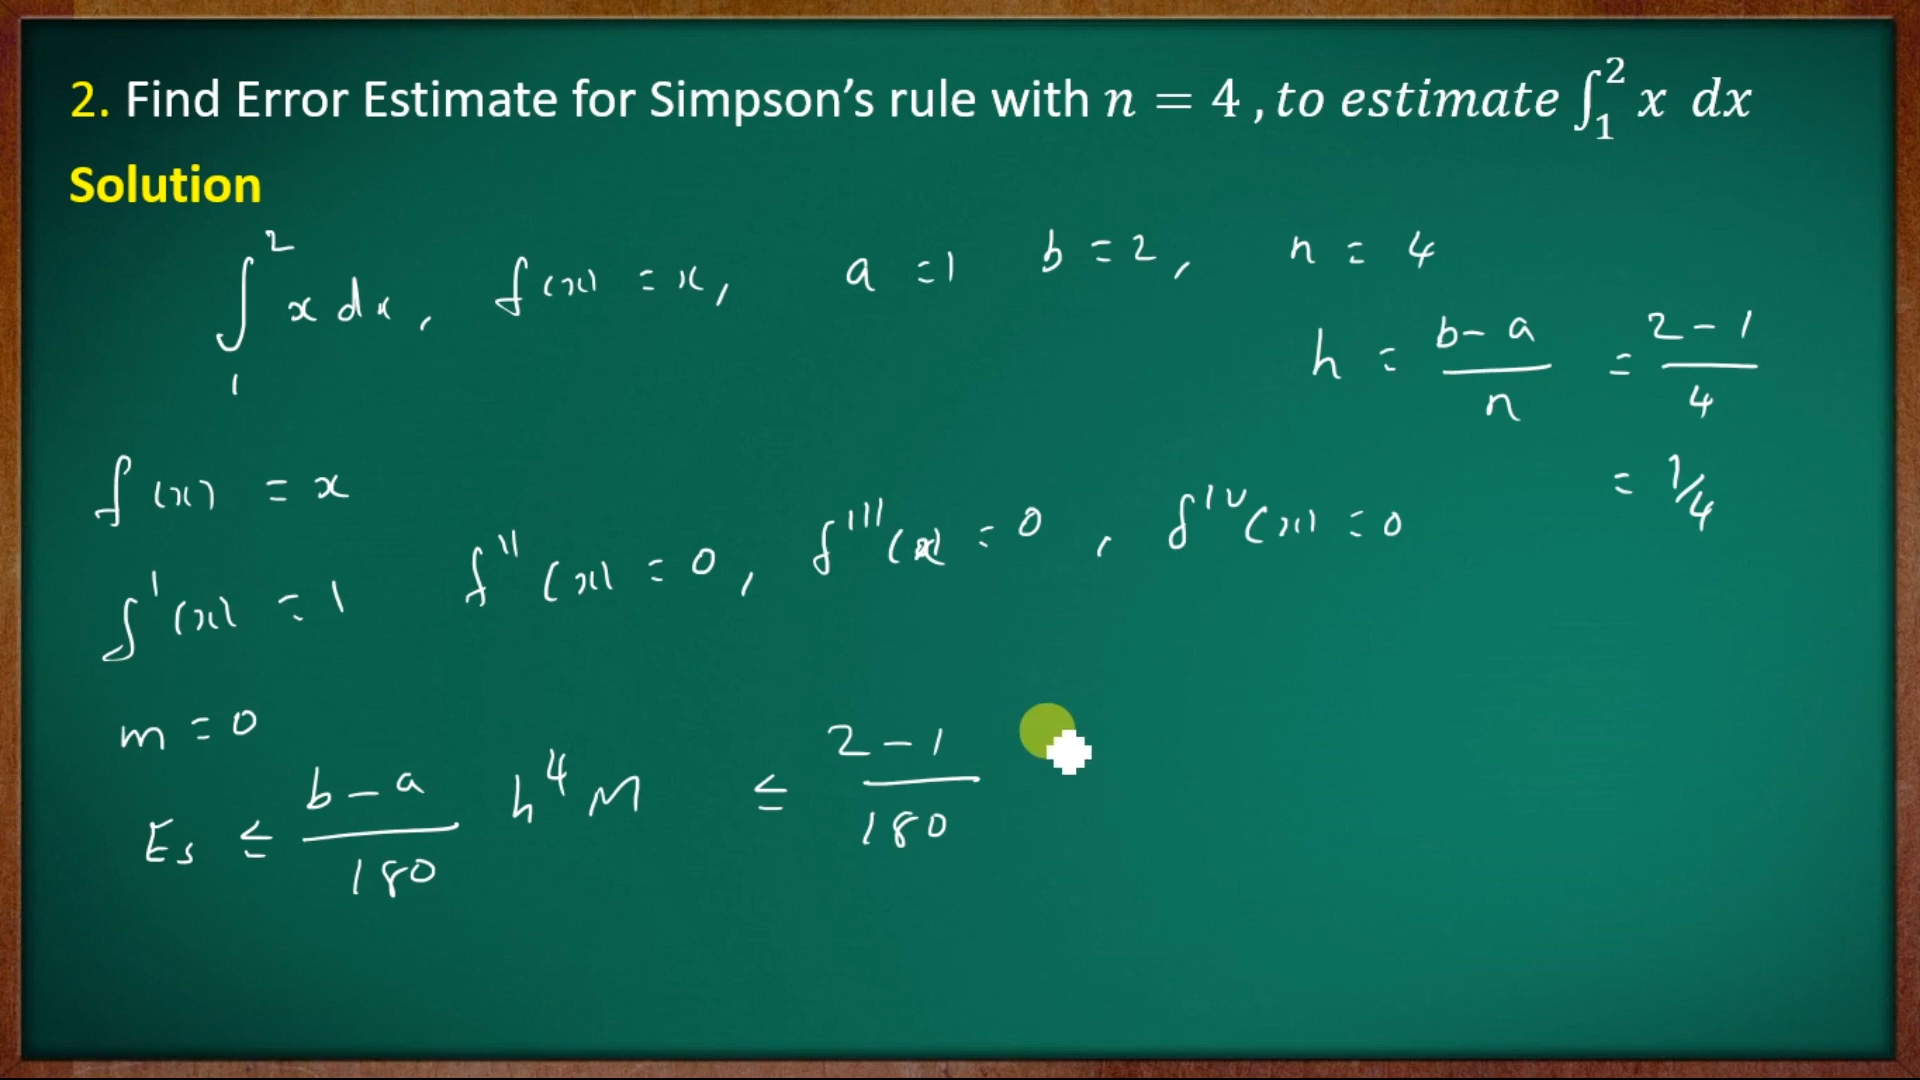 2. Find Error Estimate for Simpson's rule with n = 4 , to estimate ∫₁² x dx
Solution
∫₁² x dx, f(x) = x, a = 1 b = 2, n = 4
h = (b - a)/n = (2 - 1)/4
= 1/4
f(x) = x
f'(x) = 1 f''(x) = 0, f'''(x) = 0, f^IV(x) = 0
m = 0
Es ≤ (b - a)/180 h⁴ M ≤ (2 - 1)/180